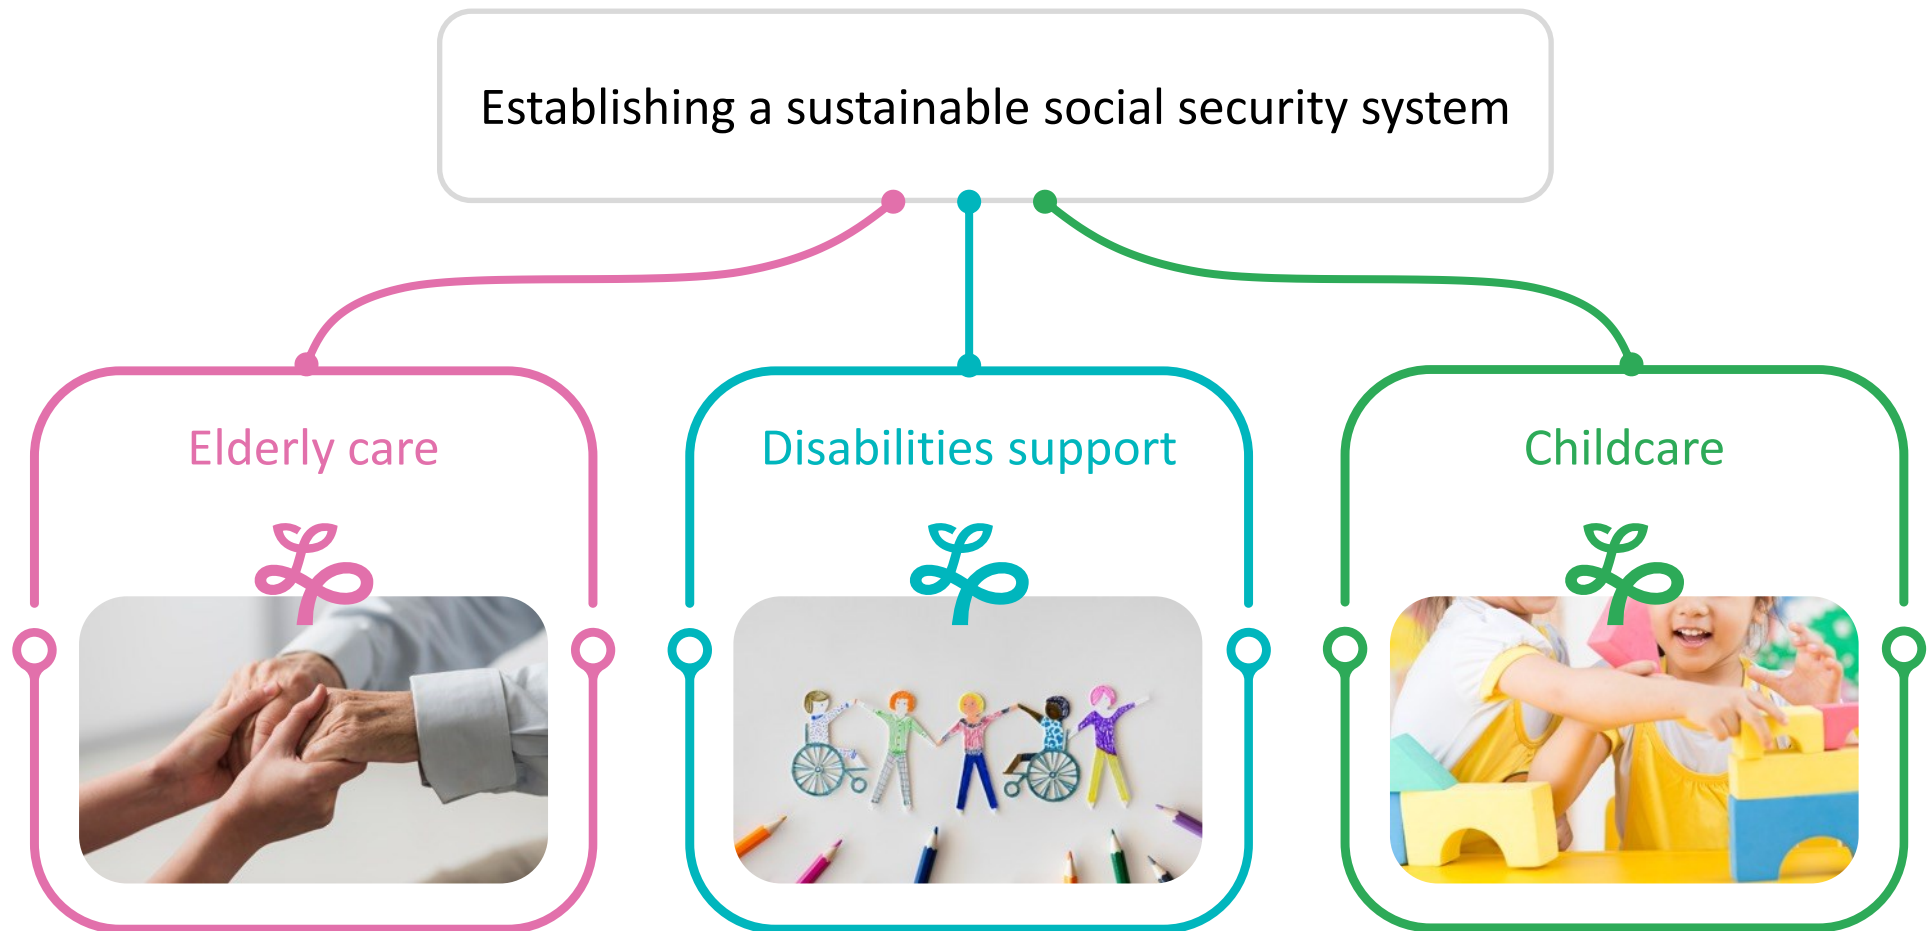 Establishing a sustainable social security system
Elderly care
Disabilities support
Childcare